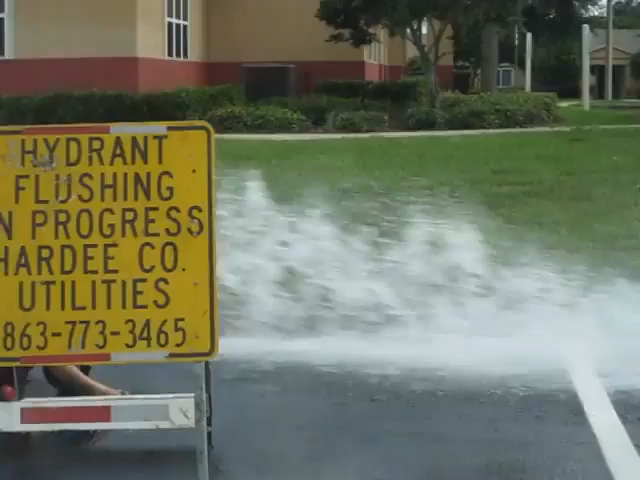 HYDRANT
FLUSHING
N PROGRESS
HARDEE CO.
UTILITIES
863-773-3465